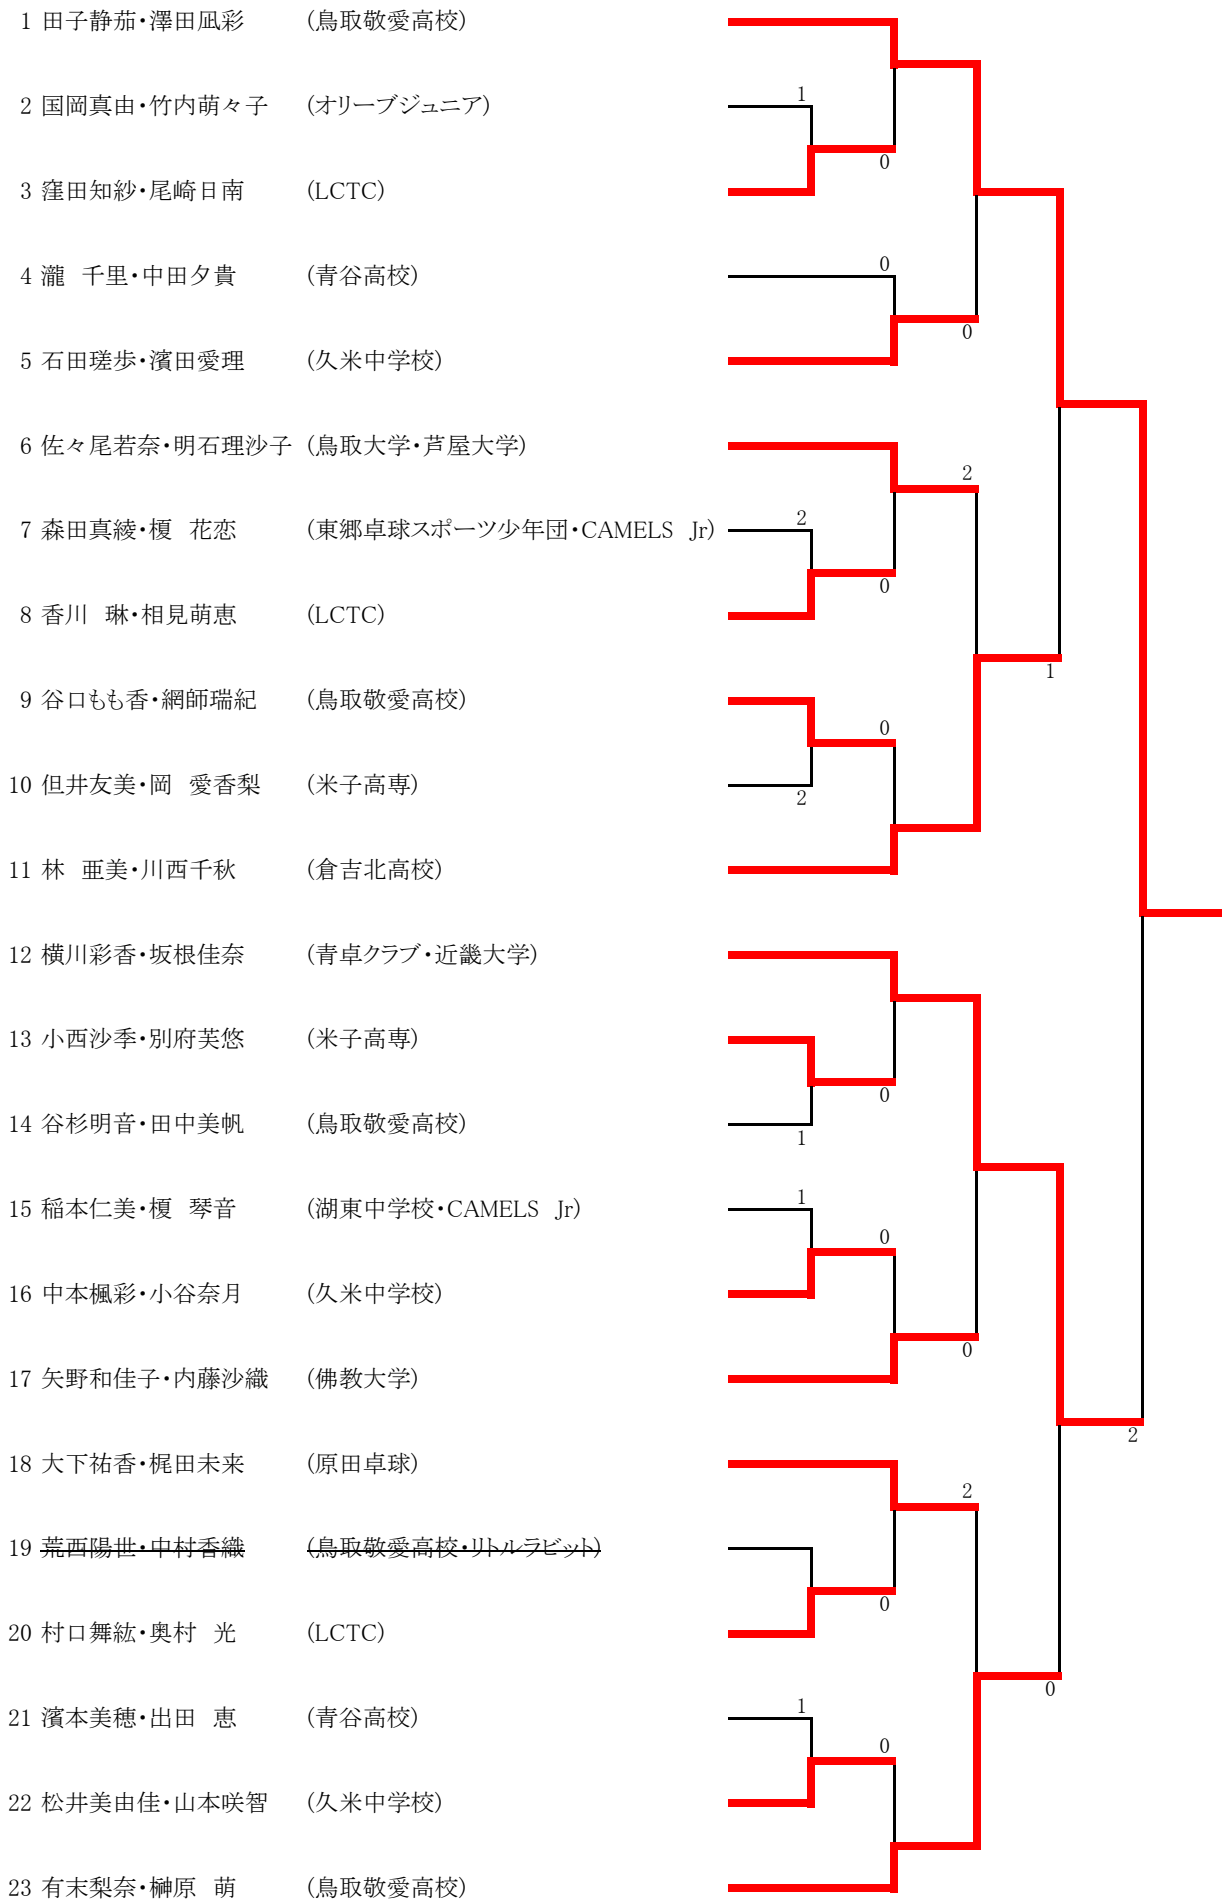 1 田子静茄・澤田凪彩 (鳥取敬愛高校)
1
2 国岡真由・竹内萌々子 (オリーブジュニア)
0
3 窪田知紗・尾崎日南 (LCTC)
0
4 瀧 千里・中田夕貴 (青谷高校)
0
5 石田瑳歩・濱田愛理 (久米中学校)
6 佐々尾若奈・明石理沙子 (鳥取大学・芦屋大学)
2
2
7 森田真綾・榎 花恋 (東郷卓球スポーツ少年団・CAMELS Jr)
0
8 香川 琳・相見萌恵 (LCTC)
1
9 谷口もも香・網師瑞紀 (鳥取敬愛高校)
0
10 但井友美・岡 愛香梨 (米子高専)
2
11 林 亜美・川西千秋 (倉吉北高校)
12 横川彩香・坂根佳奈 (青卓クラブ・近畿大学)
13 小西沙季・別府芙悠 (米子高専)
0
14 谷杉明音・田中美帆 (鳥取敬愛高校)
1
1
15 稲本仁美・榎 琴音 (湖東中学校・CAMELS Jr)
0
16 中本楓彩・小谷奈月 (久米中学校)
0
17 矢野和佳子・内藤沙織 (佛教大学)
2
18 大下祐香・梶田未来 (原田卓球)
2
19 荒西陽世・中村香織 (鳥取敬愛高校・リトルラビット)
0
20 村口舞紘・奥村 光 (LCTC)
0
1
21 濱本美穂・出田 恵 (青谷高校)
0
22 松井美由佳・山本咲智 (久米中学校)
23 有末梨奈・榊原 萌 (鳥取敬愛高校)